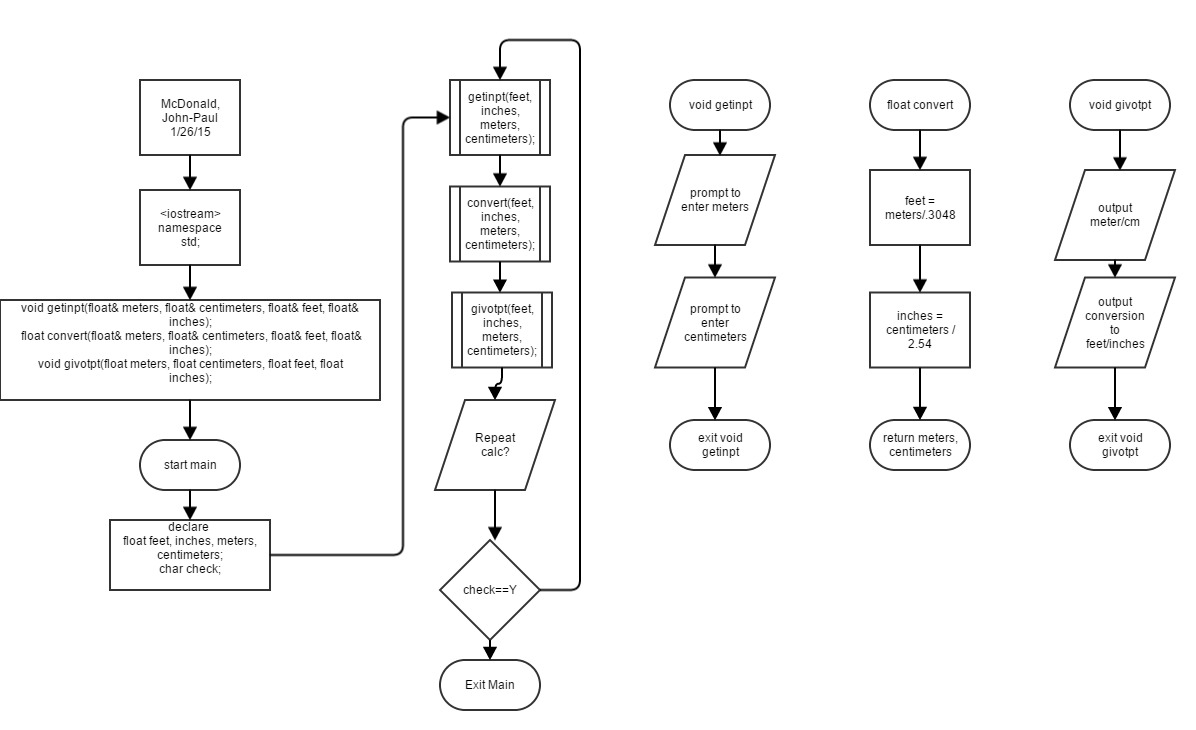 McDonald,
John-Paul
1/26/15
<iostream>
namespace
std;
void getinpt(float& meters, float& centimeters, float& feet, float&
inches);
float convert(float& meters, float& centimeters, float& feet, float&
inches);
void givotpt(float meters, float centimeters, float feet, float
inches);
start main
declare
float feet, inches, meters,
centimeters;
char check;
getinpt(feet,
inches,
meters,
centimeters);
convert(feet,
inches,
meters,
centimeters);
givotpt(feet,
inches,
meters,
centimeters);
Repeat
calc?
check==Y
Exit Main
void getinpt
prompt to
enter meters
prompt to
enter
centimeters
exit void
getinpt
float convert
feet =
meters/.3048
inches =
centimeters /
2.54
return meters,
centimeters
void givotpt
output
meter/cm
output
conversion
to
feet/inches
exit void
givotpt